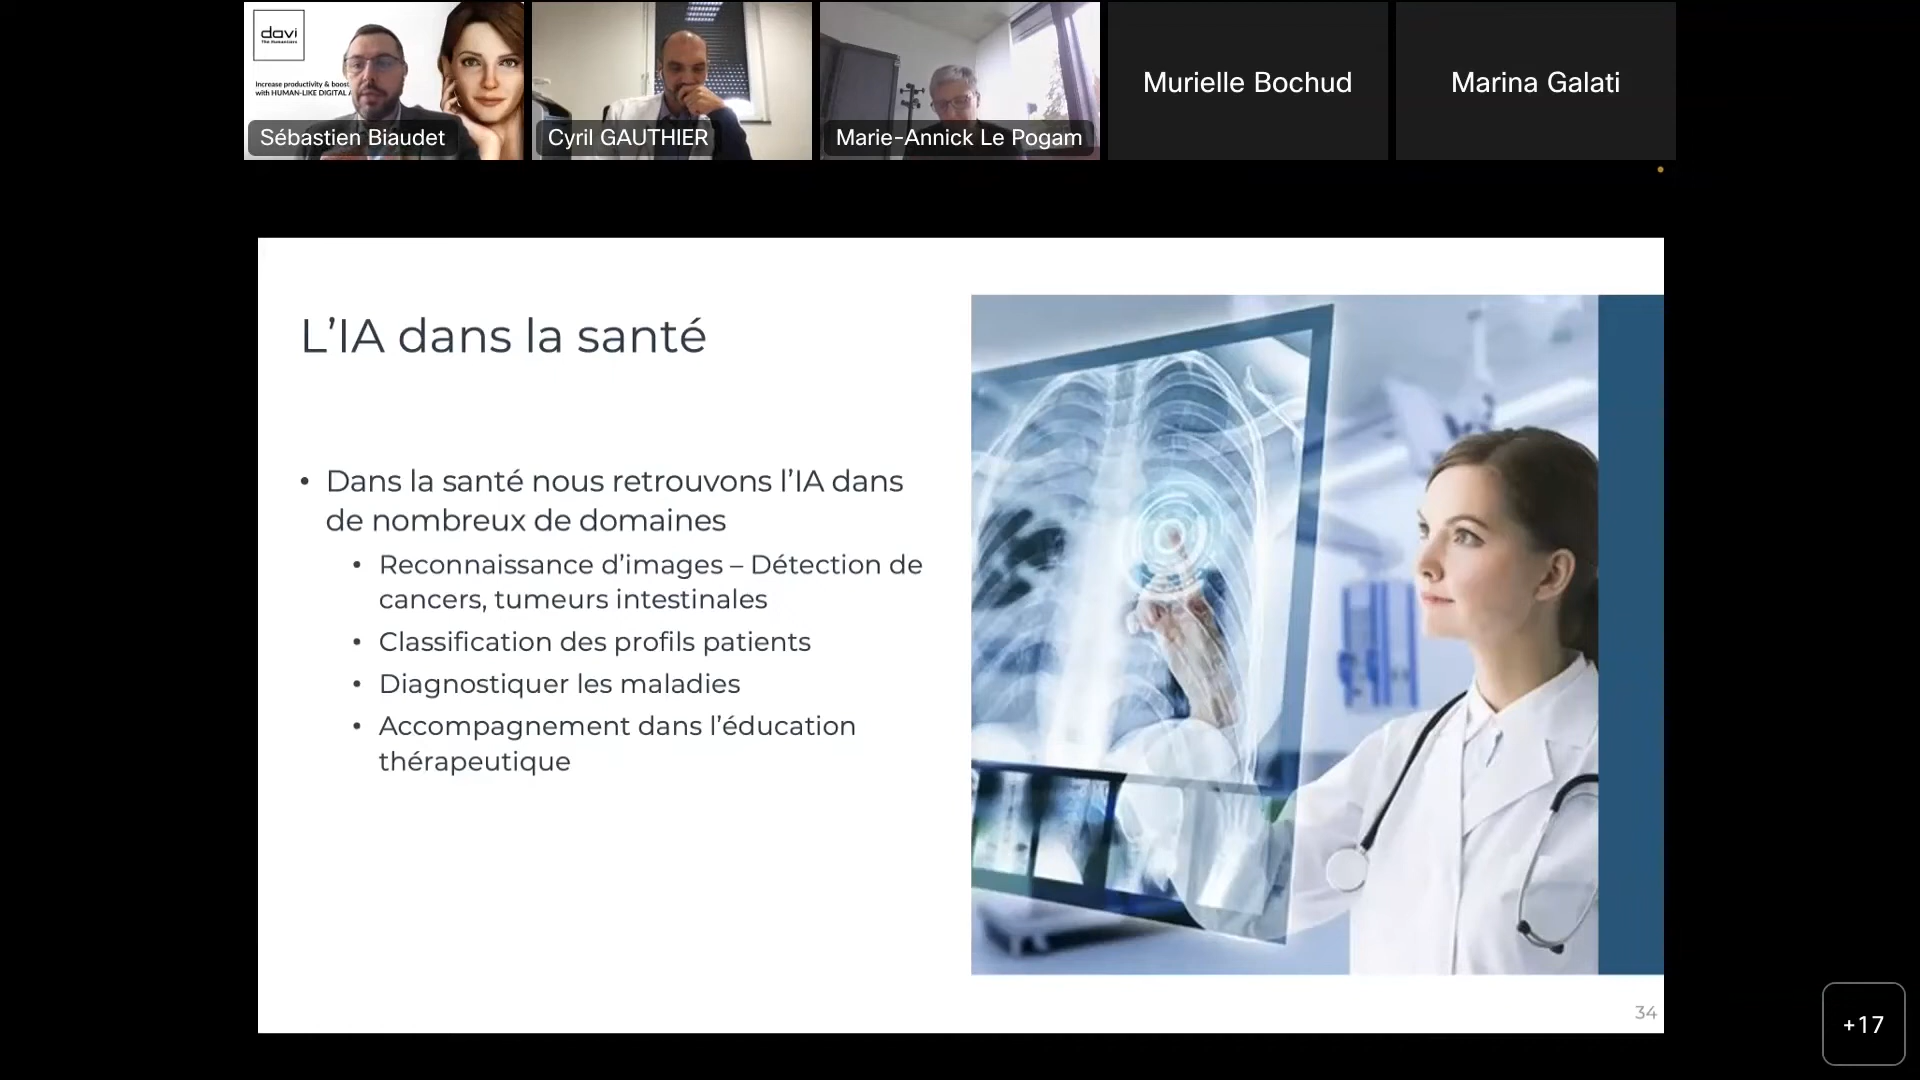 davi
The Humanizers
Increase productivity & boost
with HUMAN-LIKE DIGITAL A
Sébastien Biaudet
Cyril GAUTHIER
Marie-Annick Le Pogam
Murielle Bochud
Marina Galati
L'IA dans la santé
• Dans la santé nous retrouvons l'IA dans
de nombreux de domaines
• Reconnaissance d'images – Détection de
cancers, tumeurs intestinales
• Classification des profils patients
• Diagnostiquer les maladies
• Accompagnement dans l'éducation
thérapeutique
34
+17